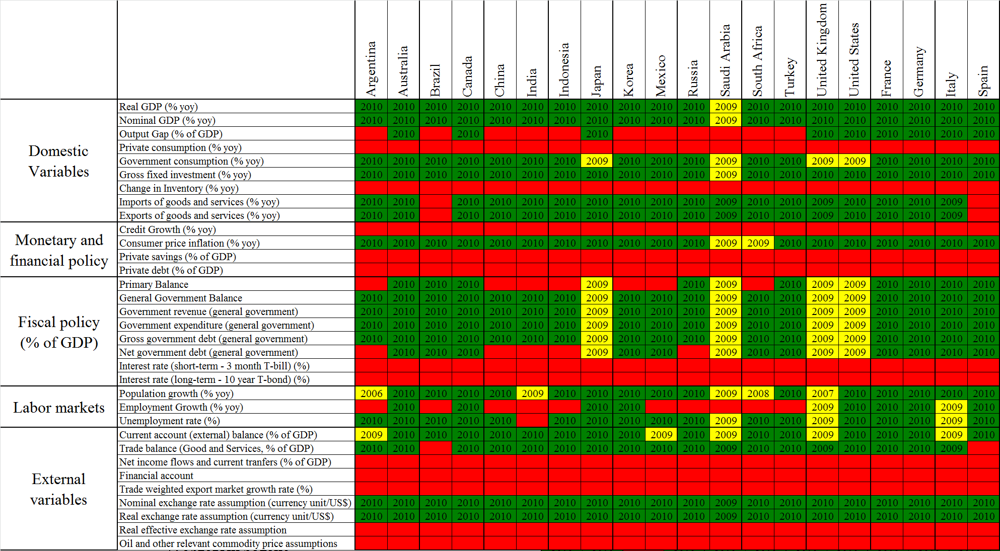 Argentina Australia Brazil Canada China India Indonesia Japan Korea Mexico Russia Saudi Arabia South Africa Turkey United Kingdom United States France Germany Italy Spain
Domestic
Variables
Real GDP (% yoy) 2010 2010 2010 2010 2010 2010 2010 2010 2010 2010 2010 2009 2010 2010 2010 2010 2010 2010 2010 2010
Nominal GDP (% yoy) 2010 2010 2010 2010 2010 2010 2010 2010 2010 2010 2010 2009 2010 2010 2010 2010 2010 2010 2010 2010
Output Gap (% of GDP) 2010 2010 2010 2010 2010 2010 2010 2010 2010
Private consumption (% yoy)
Government consumption (% yoy) 2010 2010 2010 2010 2010 2010 2010 2009 2010 2010 2010 2009 2010 2010 2009 2009 2010 2010 2010 2010
Gross fixed investment (% yoy) 2010 2010 2010 2010 2010 2010 2010 2010 2010 2010 2010 2009 2010 2010 2010 2010 2010 2010 2010 2010
Change in Inventory (% yoy)
Imports of goods and services (% yoy) 2010 2010 2010 2010 2010 2010 2010 2010 2010 2010 2009 2010 2010 2009 2010 2010 2010 2009
Exports of goods and services (% yoy) 2010 2010 2010 2010 2010 2010 2010 2010 2010 2010 2009 2010 2010 2009 2010 2010 2010 2009
Monetary and
financial policy
Credit Growth (% yoy)
Consumer price inflation (% yoy) 2010 2010 2010 2010 2010 2010 2010 2010 2010 2010 2010 2009 2009 2010 2010 2010 2010 2010 2010 2010
Private savings (% of GDP)
Private debt (% of GDP)
Fiscal policy
(% of GDP)
Primary Balance 2010 2010 2010 2009 2010 2009 2010 2009 2009 2010 2010 2010 2010
General Government Balance 2010 2010 2010 2010 2010 2010 2010 2009 2010 2010 2010 2009 2010 2010 2009 2009 2010 2010 2010 2010
Government revenue (general government) 2010 2010 2010 2010 2010 2010 2010 2009 2010 2010 2010 2009 2010 2010 2009 2009 2010 2010 2010 2010
Government expenditure (general government) 2010 2010 2010 2010 2010 2010 2010 2009 2010 2010 2010 2009 2010 2010 2009 2009 2010 2010 2010 2010
Gross government debt (general government) 2010 2010 2010 2010 2010 2010 2010 2009 2010 2010 2010 2009 2010 2010 2009 2009 2010 2010 2010 2010
Net government debt (general government) 2010 2010 2010 2009 2010 2010 2009 2010 2010 2009 2009 2010 2010 2010 2010
Interest rate (short-term - 3 month T-bill) (%)
Interest rate (long-term - 10 year T-bond) (%)
Labor markets
Population growth (% yoy) 2006 2010 2010 2010 2010 2009 2010 2010 2010 2010 2010 2009 2008 2010 2007 2010 2010 2010 2010 2010
Employment Growth (% yoy) 2010 2010 2010 2010 2009 2010 2010 2010 2009 2010
Unemployment rate (%) 2010 2010 2010 2010 2010 2010 2010 2010 2010 2010 2009 2010 2010 2009 2010 2010 2010 2009 2010
External
variables
Current account (external) balance (% of GDP) 2009 2010 2010 2010 2010 2010 2010 2010 2010 2009 2010 2009 2010 2010 2009 2010 2010 2010 2009 2010
Trade balance (Good and Services, % of GDP) 2010 2010 2010 2010 2010 2010 2010 2010 2010 2010 2009 2010 2010 2009 2010 2010 2010 2009
Net income flows and current tranfers (% of GDP)
Financial account
Trade weighted export market growth rate (%)
Nominal exchange rate assumption (currency unit/US$) 2010 2010 2010 2010 2010 2010 2010 2010 2010 2010 2010 2009 2010 2010 2010 2010 2010 2010 2010 2010
Real exchange rate assumption (currency unit/US$) 2010 2010 2010 2010 2010 2010 2010 2010 2010 2010 2010 2009 2010 2010 2010 2010 2010 2010 2010 2010
Real effective exchange rate assumption
Oil and other relevant commodity price assumptions